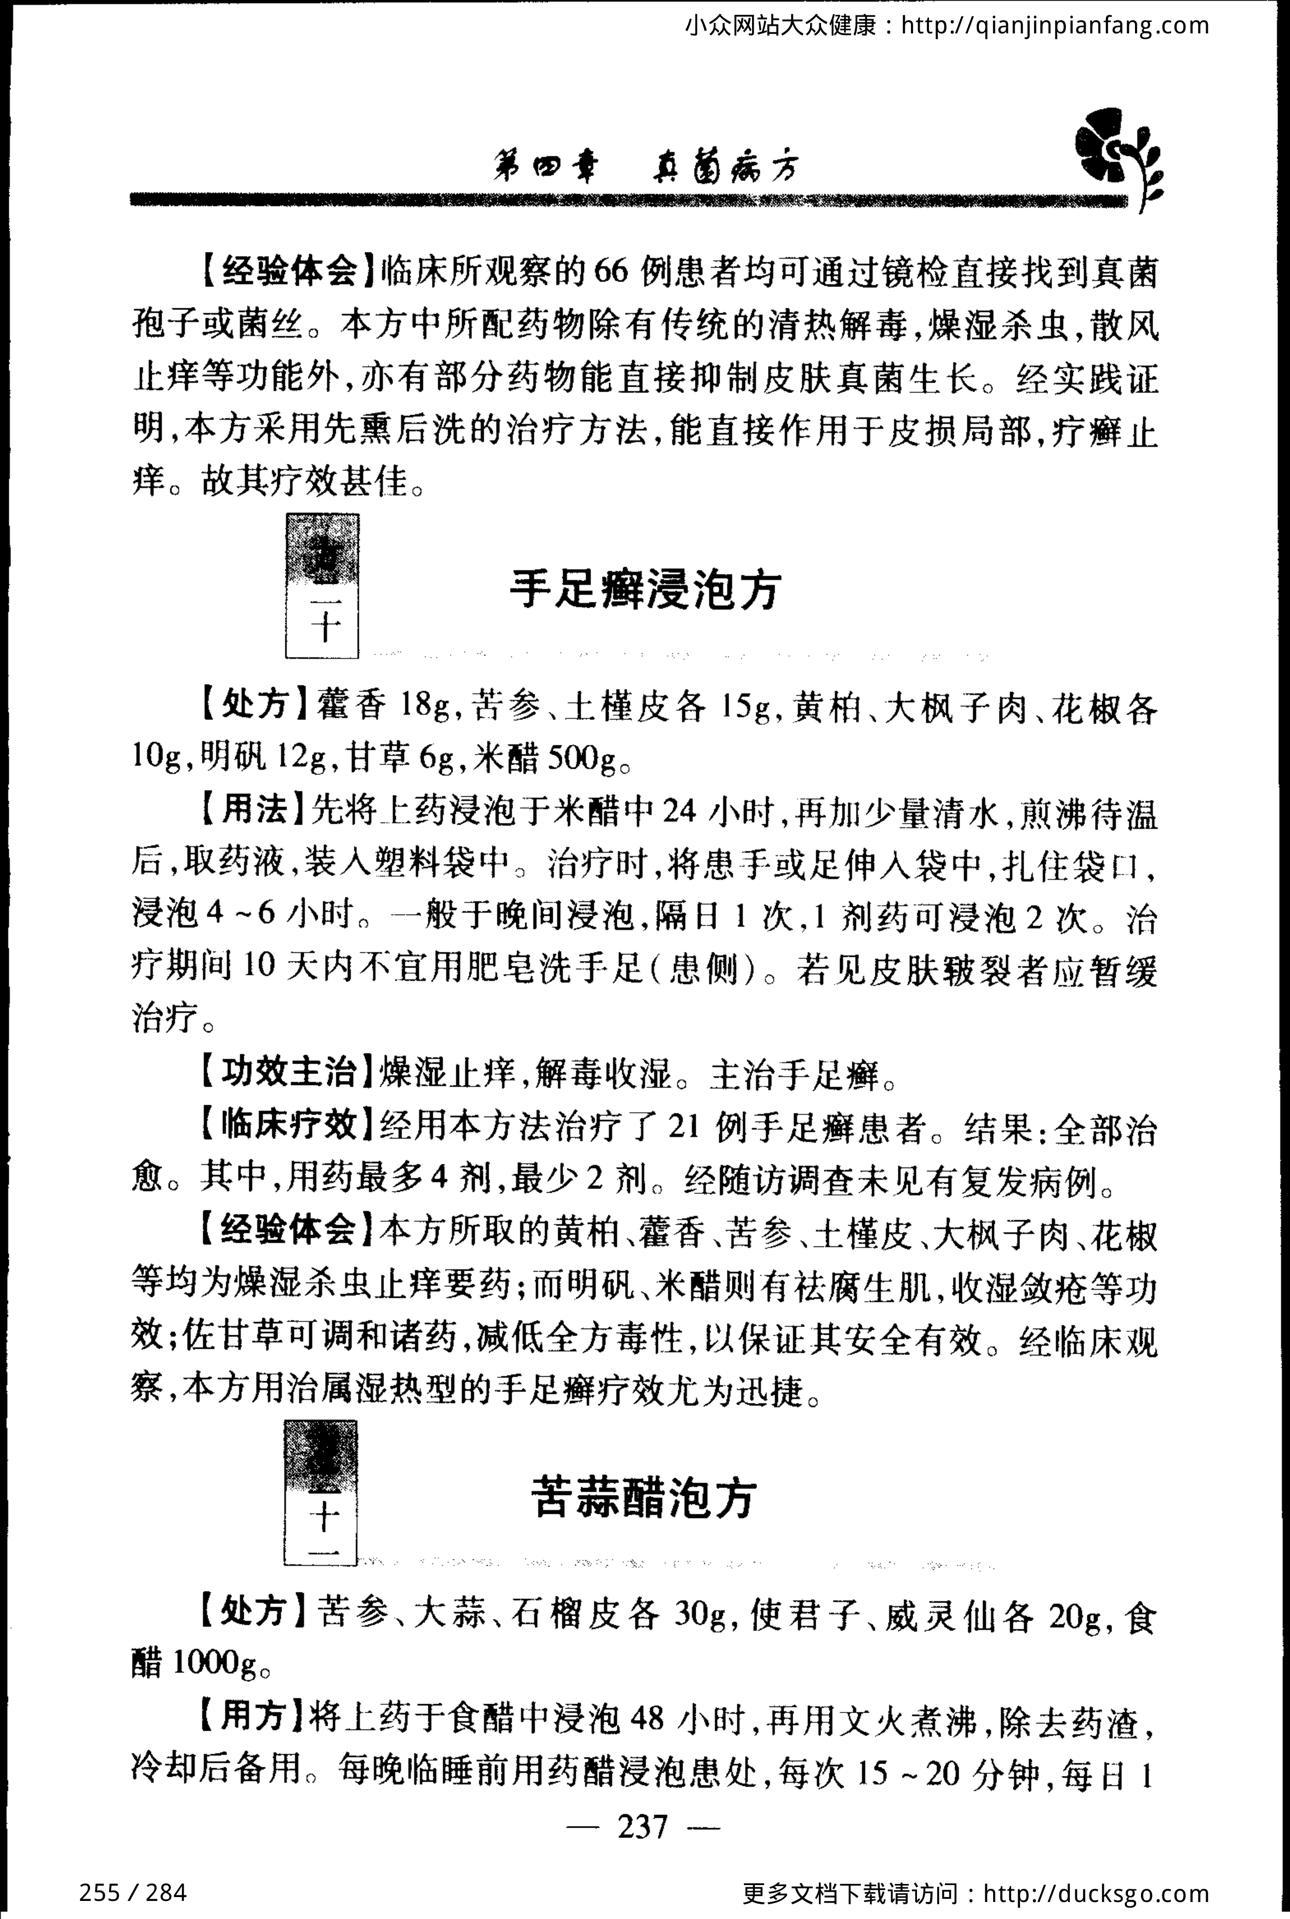 小众网站大众健康：http://qianjinpianfang.com
第四章　真菌病方
【经验体会】临床所观察的66例患者均可通过镜检直接找到真菌
孢子或菌丝。本方中所配药物除有传统的清热解毒,燥湿杀虫,散风
止痒等功能外,亦有部分药物能直接抑制皮肤真菌生长。经实践证
明,本方采用先熏后洗的治疗方法,能直接作用于皮损局部,疗癣止
痒。故其疗效甚佳。
二十
手足癣浸泡方
【处方】藿香18g,苦参、土槿皮各15g,黄柏、大枫子肉、花椒各
10g,明矾12g,甘草6g,米醋500g。
【用法】先将上药浸泡于米醋中24小时,再加少量清水,煎沸待温
后,取药液,装入塑料袋中。治疗时,将患手或足伸入袋中,扎住袋口,
浸泡4~6小时。一般于晚间浸泡,隔日1次,1剂药可浸泡2次。治
疗期间10天内不宜用肥皂洗手足(患侧)。若见皮肤皲裂者应暂缓
治疗。
【功效主治】燥湿止痒,解毒收湿。主治手足癣。
【临床疗效】经用本方法治疗了21例手足癣患者。结果:全部治
愈。其中,用药最多4剂,最少2剂。经随访调查未见有复发病例。
【经验体会】本方所取的黄柏、藿香、苦参、土槿皮、大枫子肉、花椒
等均为燥湿杀虫止痒要药;而明矾、米醋则有祛腐生肌,收湿敛疮等功
效;佐甘草可调和诸药,减低全方毒性,以保证其安全有效。经临床观
察,本方用治属湿热型的手足癣疗效尤为迅捷。
十一
苦蒜醋泡方
【处方】苦参、大蒜、石榴皮各30g,使君子、威灵仙各20g,食
醋1000g。
【用方】将上药于食醋中浸泡48小时,再用文火煮沸,除去药渣,
冷却后备用。每晚临睡前用药醋浸泡患处,每次15~20分钟,每日1
— 237 —
255 / 284
更多文档下载请访问：http://ducksgo.com